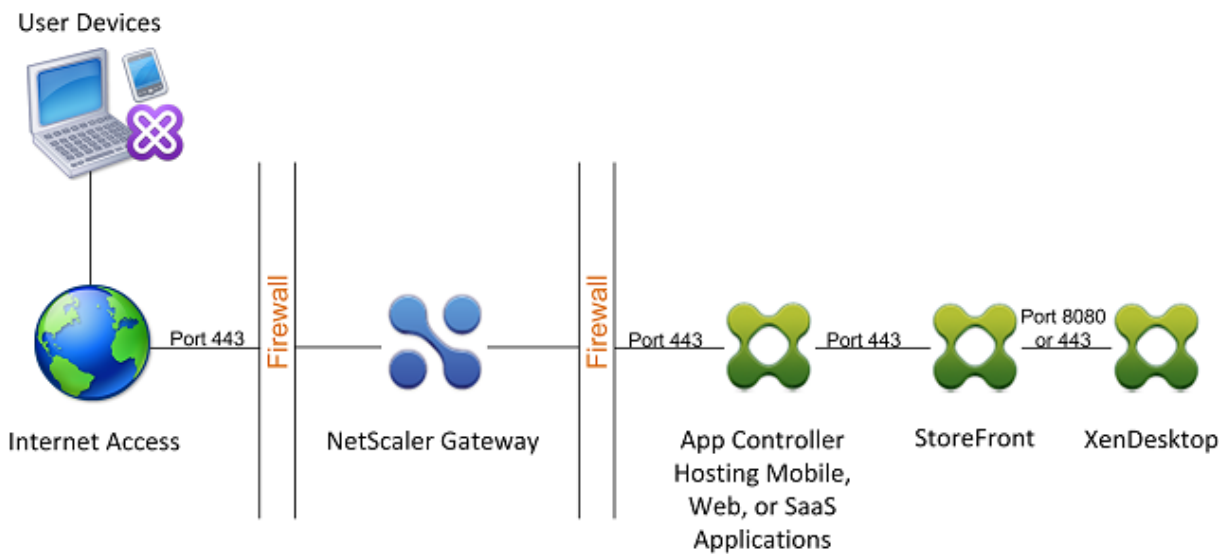 User Devices
Port 443
Firewall
Firewall
Port 443
Port 443
Port 8080
or 443
Internet Access
NetScaler Gateway
App Controller
Hosting Mobile,
Web, or SaaS
Applications
StoreFront
XenDesktop